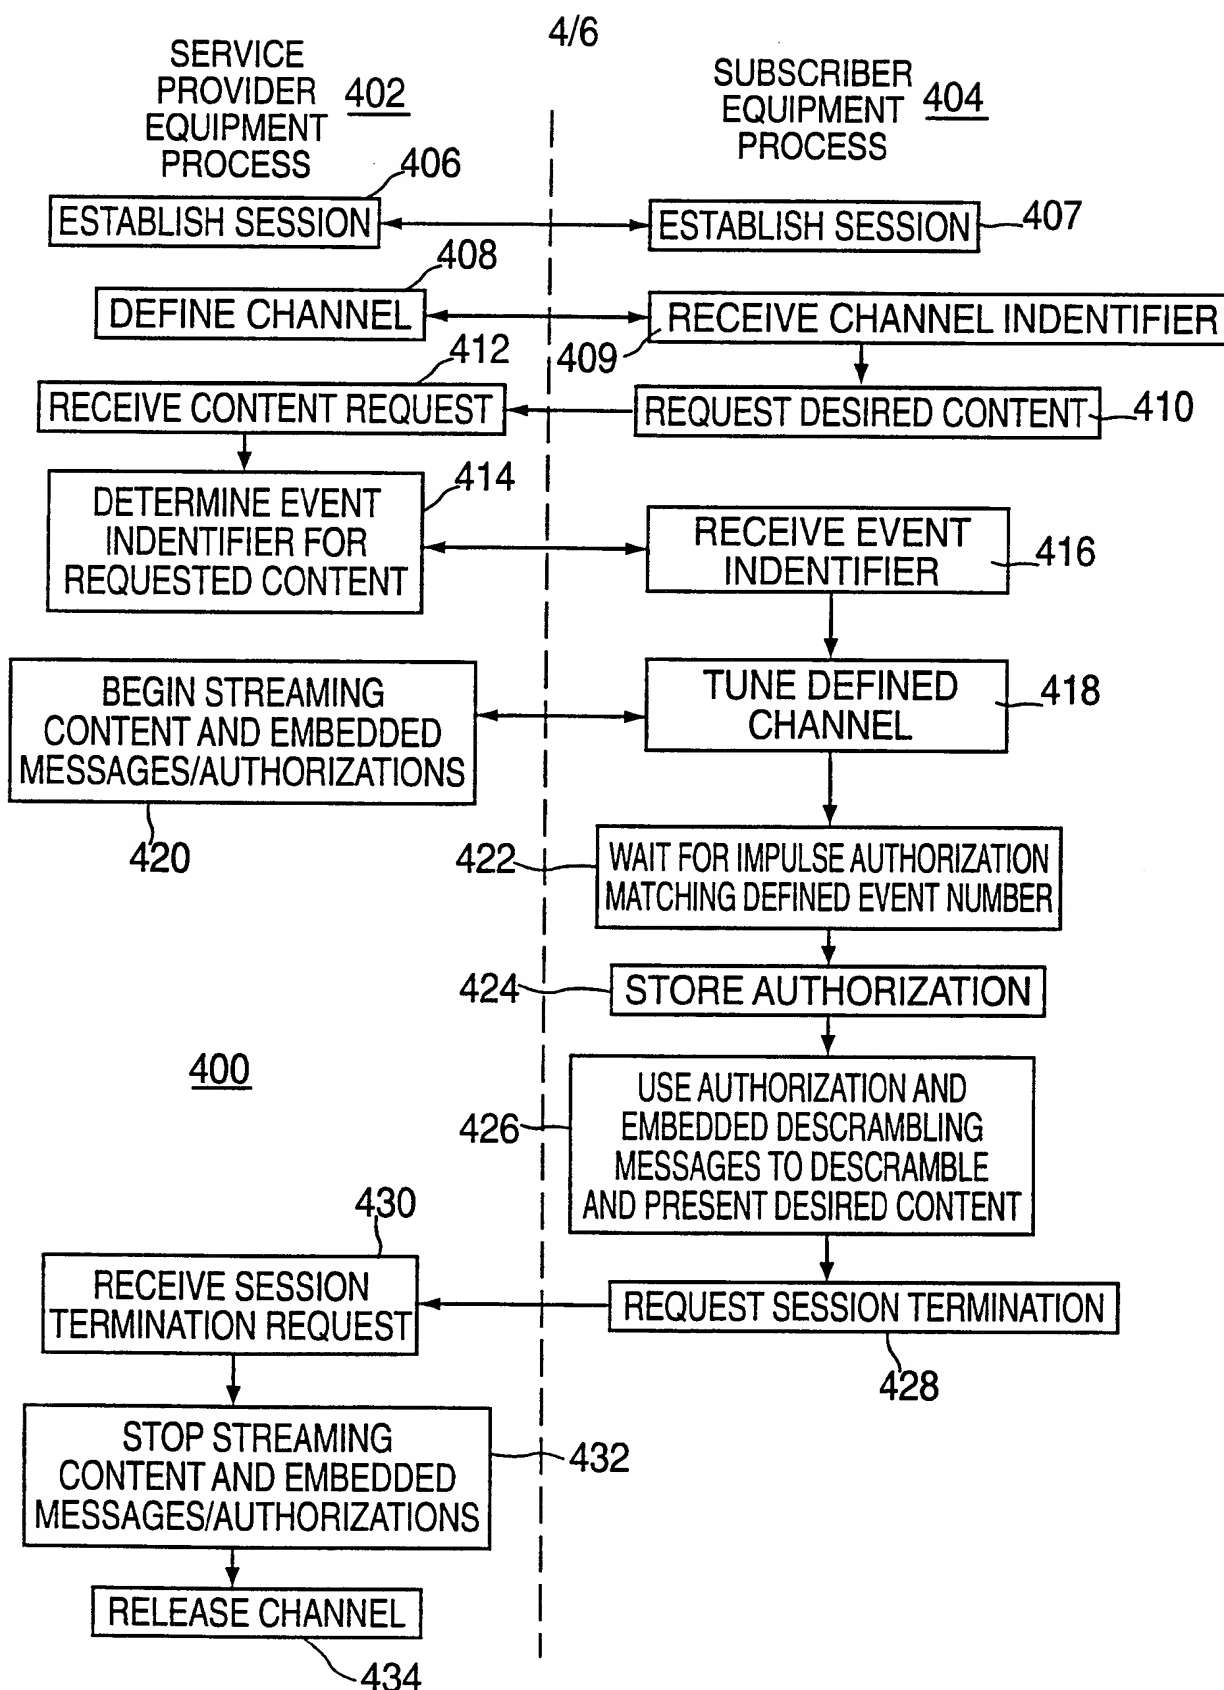 4/6
SERVICE
PROVIDER 402
EQUIPMENT
PROCESS
SUBSCRIBER
EQUIPMENT 404
PROCESS
406
ESTABLISH SESSION
ESTABLISH SESSION
407
408
DEFINE CHANNEL
RECEIVE CHANNEL INDENTIFIER
409
412
RECEIVE CONTENT REQUEST
REQUEST DESIRED CONTENT
410
414
DETERMINE EVENT
INDENTIFIER FOR
REQUESTED CONTENT
RECEIVE EVENT
INDENTIFIER
416
BEGIN STREAMING
CONTENT AND EMBEDDED
MESSAGES/AUTHORIZATIONS
420
TUNE DEFINED
CHANNEL
418
422
WAIT FOR IMPULSE AUTHORIZATION
MATCHING DEFINED EVENT NUMBER
424
STORE AUTHORIZATION
400
426
USE AUTHORIZATION AND
EMBEDDED DESCRAMBLING
MESSAGES TO DESCRAMBLE
AND PRESENT DESIRED CONTENT
430
RECEIVE SESSION
TERMINATION REQUEST
REQUEST SESSION TERMINATION
428
STOP STREAMING
CONTENT AND EMBEDDED
MESSAGES/AUTHORIZATIONS
432
RELEASE CHANNEL
434